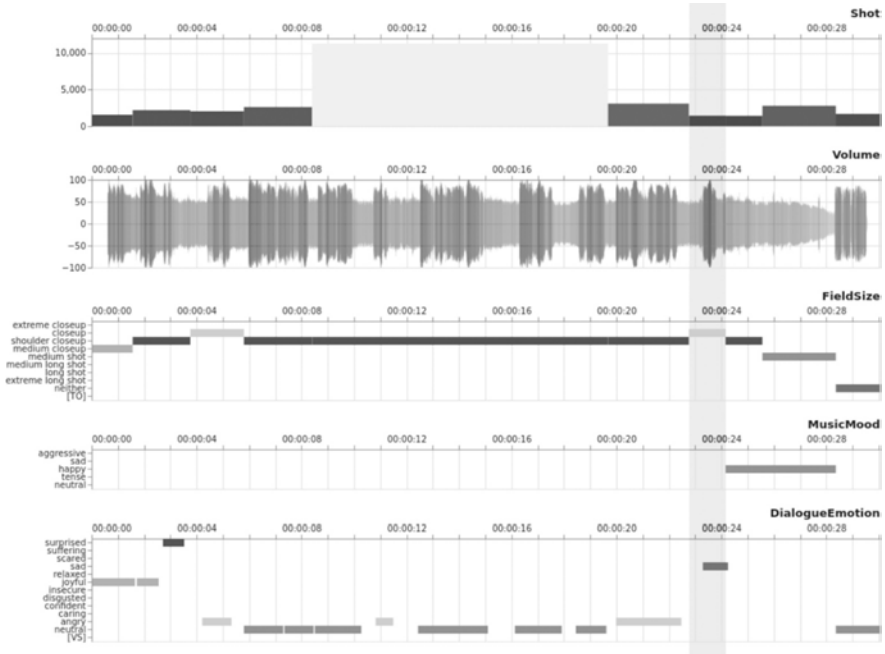 Shot
00:00:00 00:00:04 00:00:08 00:00:12 00:00:16 00:00:20 00:00:24 00:00:28
10,000
5,000
0
Volume
00:00:00 00:00:04 00:00:08 00:00:12 00:00:16 00:00:20 00:00:24 00:00:28
100
50
0
−50
−100
FieldSize
00:00:00 00:00:04 00:00:08 00:00:12 00:00:16 00:00:20 00:00:24 00:00:28
extreme closeup
closeup
shoulder closeup
medium closeup
medium shot
medium long shot
long shot
extreme long shot
neither
[TO]
MusicMood
00:00:00 00:00:04 00:00:08 00:00:12 00:00:16 00:00:20 00:00:24 00:00:28
aggressive
sad
happy
tense
neutral
DialogueEmotion
00:00:00 00:00:04 00:00:08 00:00:12 00:00:16 00:00:20 00:00:24 00:00:28
surprised
suffering
scared
sad
relaxed
joyful
insecure
disgusted
confident
caring
angry
neutral
[VS]